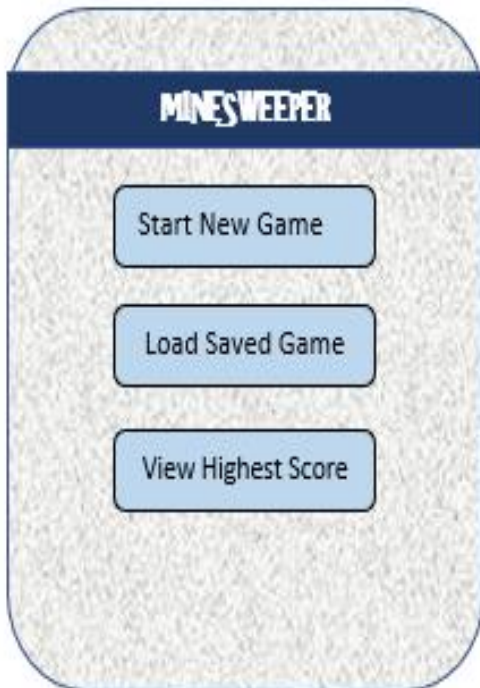 MINESWEEPER
Start New Game
Load Saved Game
View Highest Score